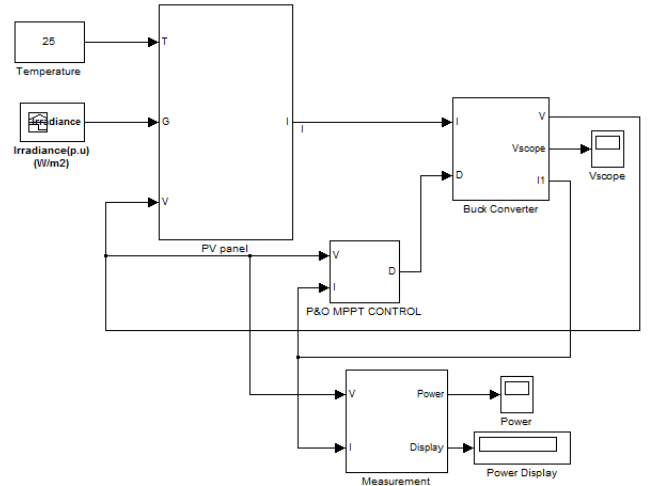 25
Temperature
Irradiance
Irradiance(p.u)
(W/m2)
T
G
V
I
I
PV panel
I
D
V
Vscope
I1
Buck Converter
Vscope
V
I
D
P&O MPPT CONTROL
V
I
Power
Display
Measurement
Power
Power Display